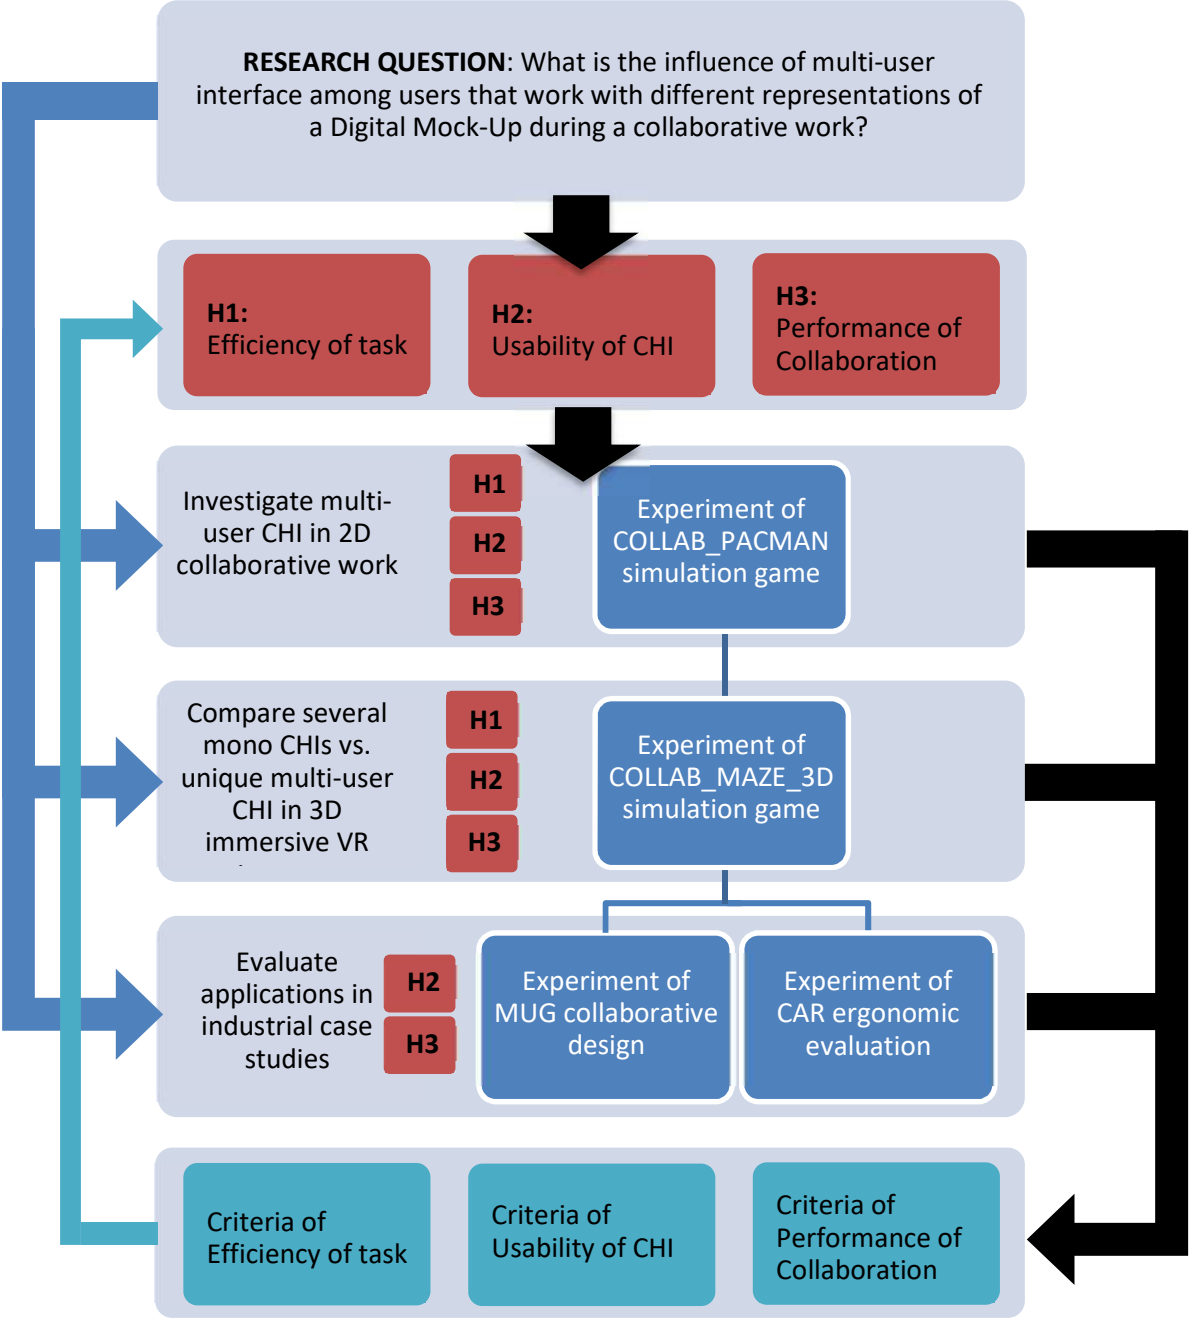 RESEARCH QUESTION: What is the influence of multi-user
interface among users that work with different representations of
a Digital Mock-Up during a collaborative work?
H1:
Efficiency of task
H2:
Usability of CHI
H3:
Performance of
Collaboration
Investigate multi-
user CHI in 2D
collaborative work
H1
H2
H3
Experiment of
COLLAB_PACMAN
simulation game
Compare several
mono CHIs vs.
unique multi-user
CHI in 3D
immersive VR
H1
H2
H3
Experiment of
COLLAB_MAZE_3D
simulation game
Evaluate
applications in
industrial case
studies
H2
H3
Experiment of
MUG collaborative
design
Experiment of
CAR ergonomic
evaluation
Criteria of
Efficiency of task
Criteria of
Usability of CHI
Criteria of
Performance of
Collaboration